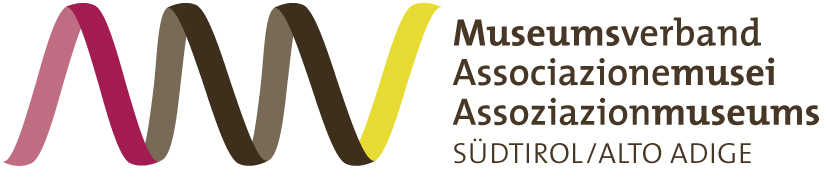 Museumsverband
Associazionemusei
Assoziazionmuseums
SÜDTIROL/ALTO ADIGE